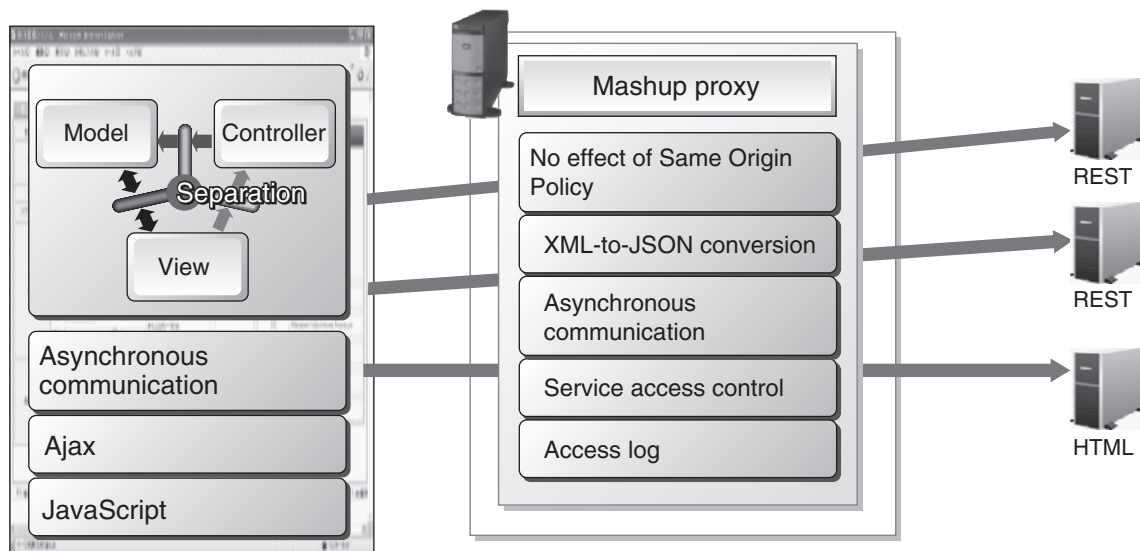 Model
Controller
Separation
View
Asynchronous
communication
Ajax
JavaScript
Mashup proxy
No effect of Same Origin
Policy
XML-to-JSON conversion
Asynchronous
communication
Service access control
Access log
REST
REST
HTML